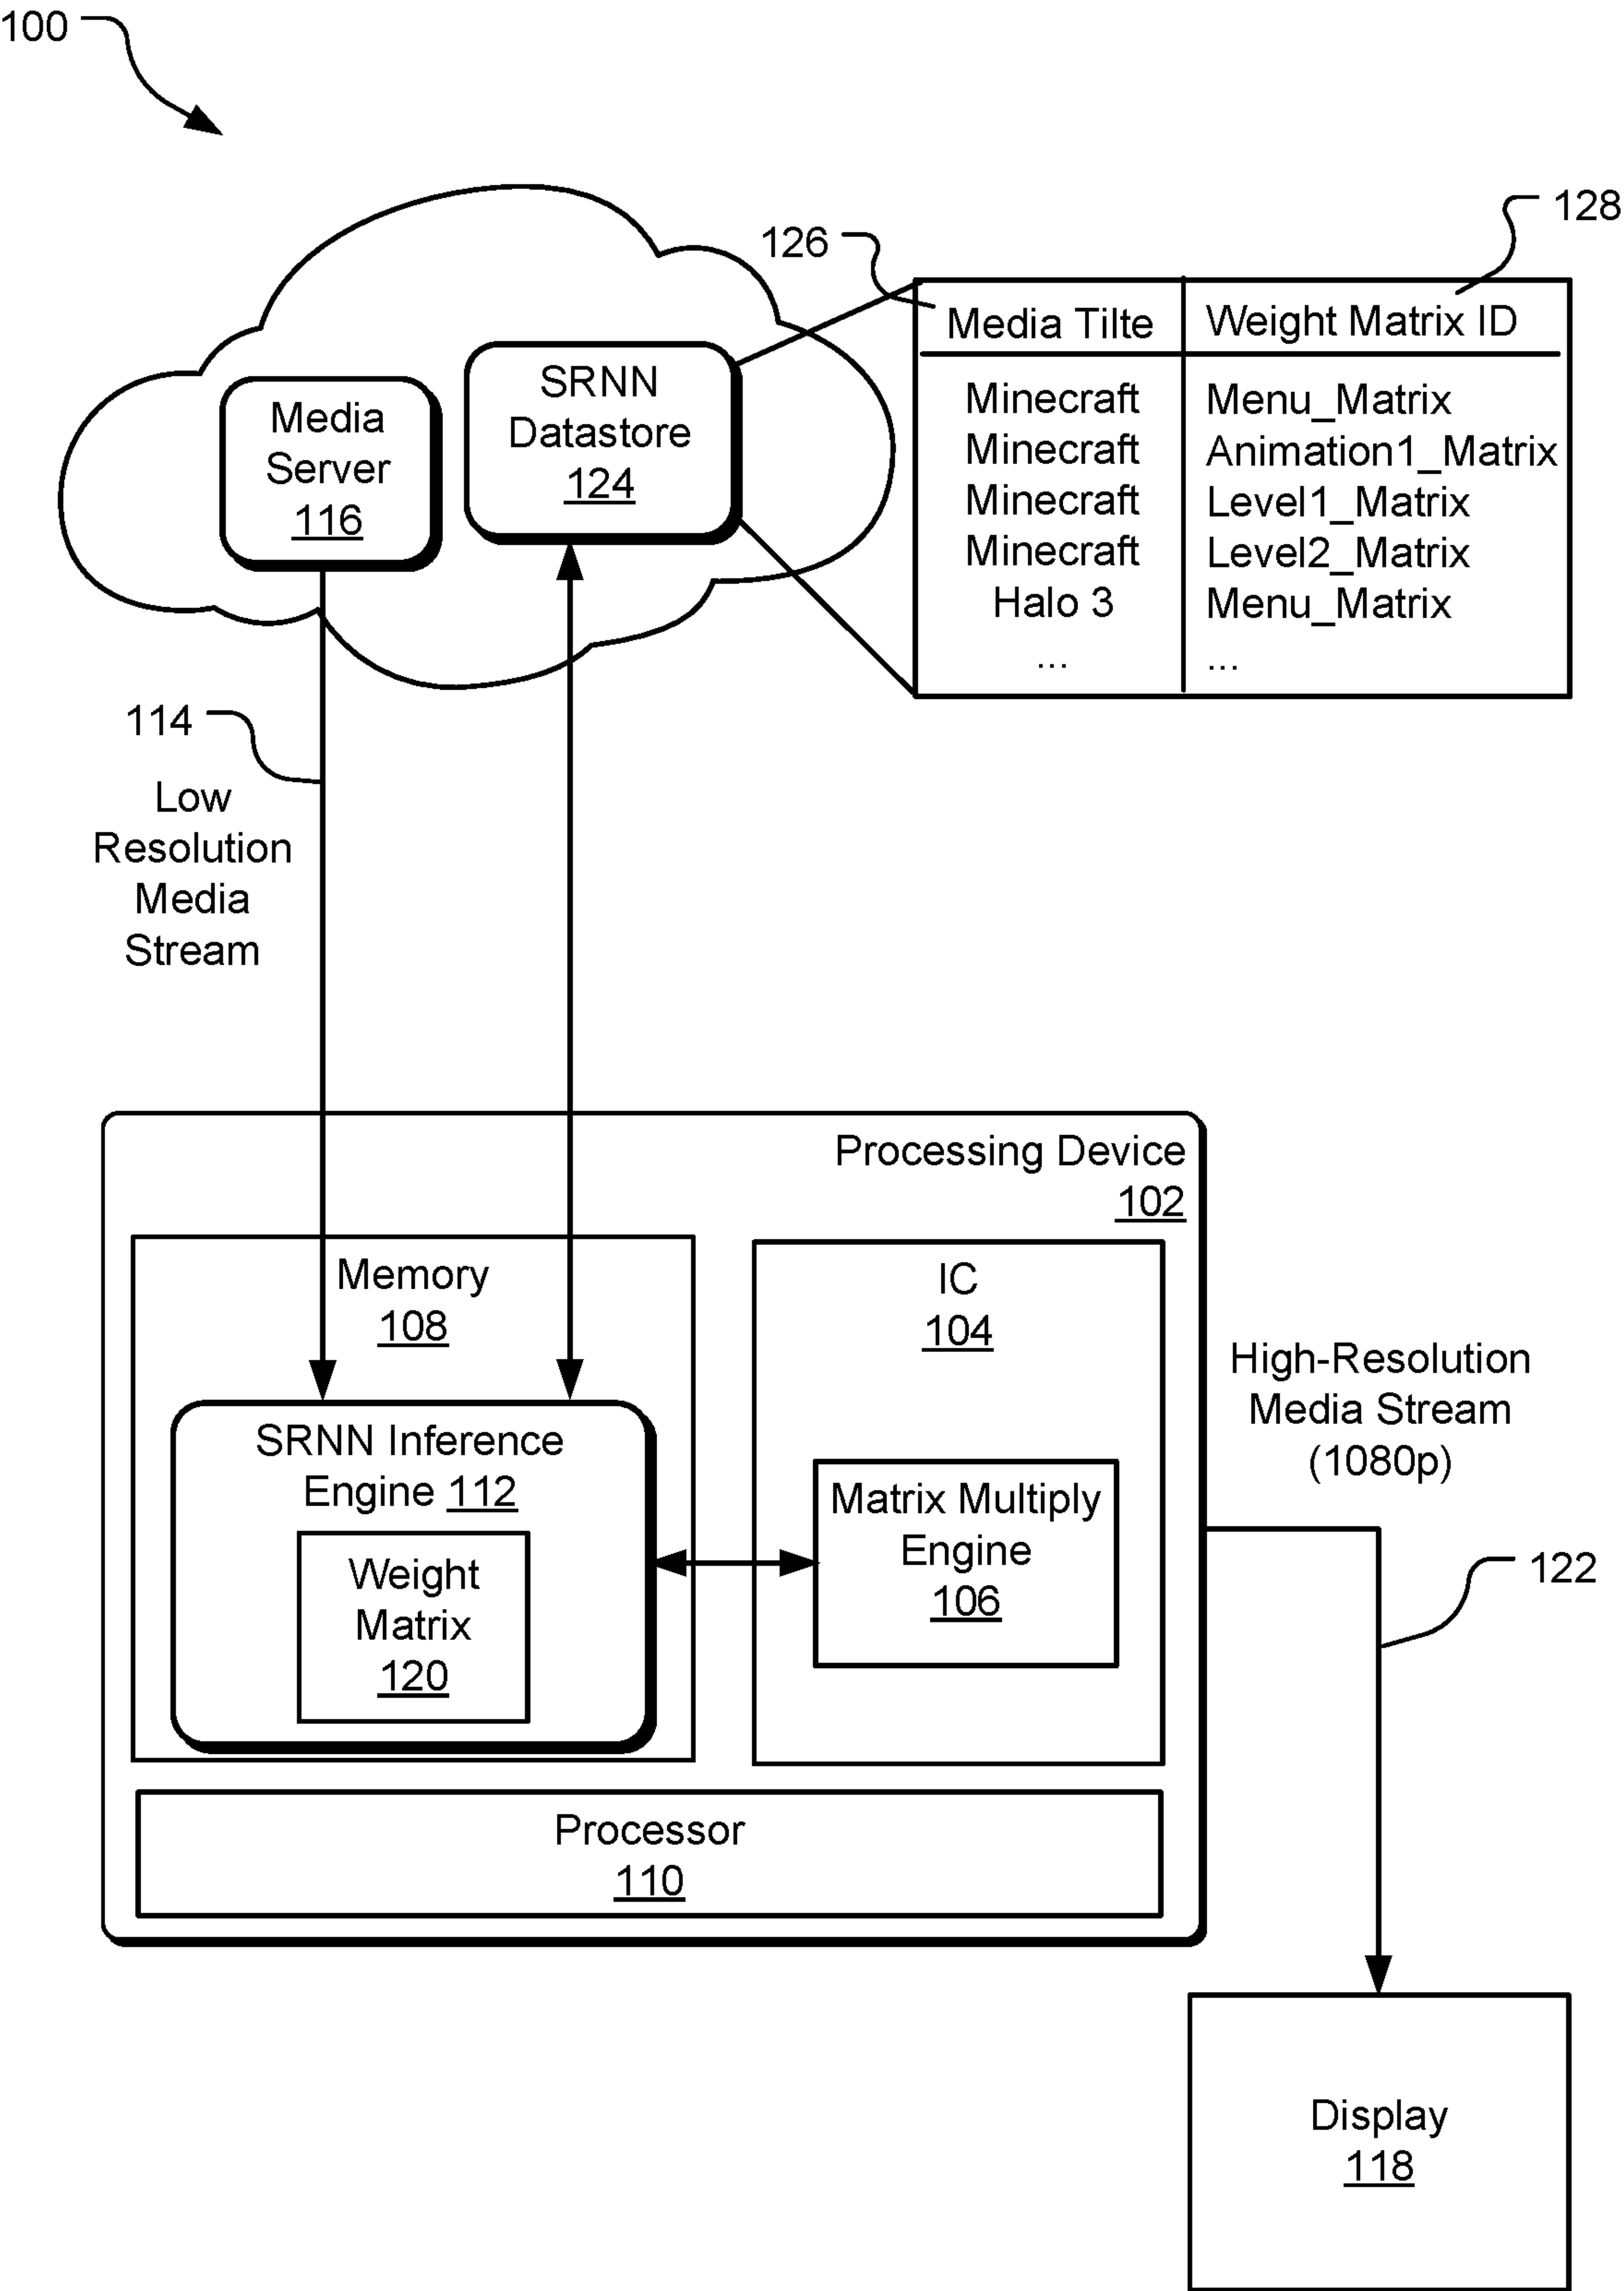 100
128
126
Media Tilte
Weight Matrix ID
Minecraft
Menu_Matrix
Minecraft
Animation1_Matrix
Minecraft
Level1_Matrix
Minecraft
Level2_Matrix
Halo 3
Menu_Matrix
...
...
SRNN
Datastore
124
Media
Server
116
114
Low
Resolution
Media
Stream
Processing Device
102
Memory
108
IC
104
SRNN Inference
Engine 112
Weight
Matrix
120
Matrix Multiply
Engine
106
High-Resolution
Media Stream
(1080p)
122
Processor
110
Display
118